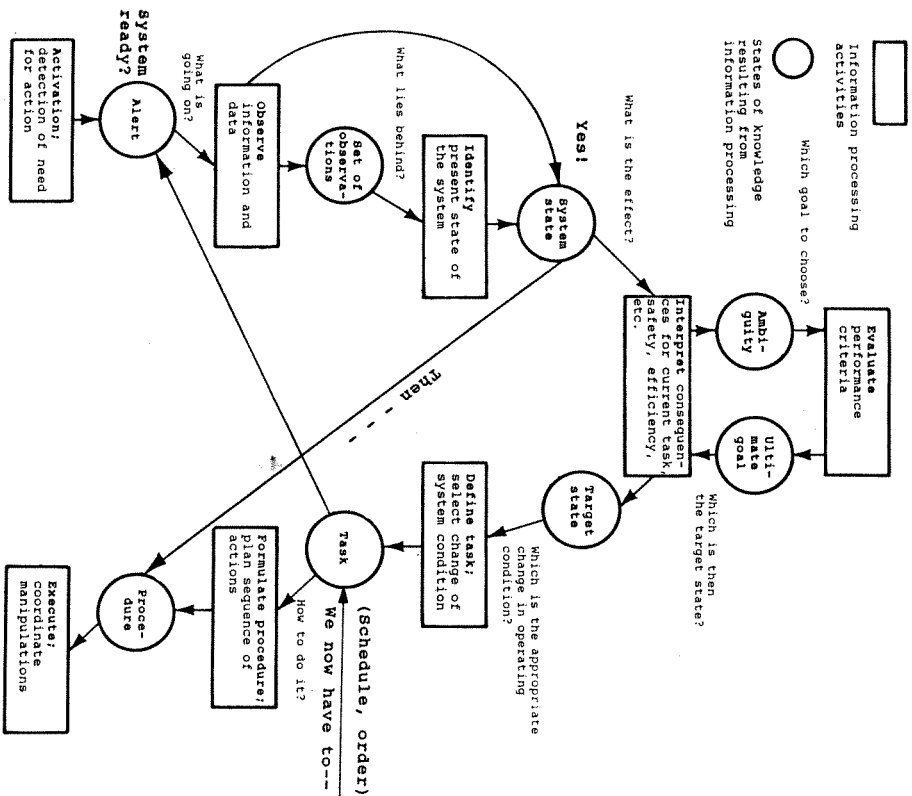 Information processing
activities
States of knowledge
resulting from
information processing
Evaluate
performance
criteria
Which goal to choose?
Ambi-
guity
Ulti-
mate
goal
Which is then
the target state?
Interpret consequen-
ces for current task,
safety, efficiency,
etc.
What is the effect?
Yes!
System
state
Target
state
Which is the appropriate
change in operating
condition?
Identify
present state of
the system
Define task;
select change of
system condition
What lies behind?
Then - - -
(Schedule, order)
We now have to--
Set of
observa-
tions
Task
How to do it?
Observe
information and
data
Formulate procedure;
plan sequence of
actions
What is
going on?
System
ready?
Alert
Proce-
dure
Activation;
detection of need
for action
Execute;
coordinate
manipulations